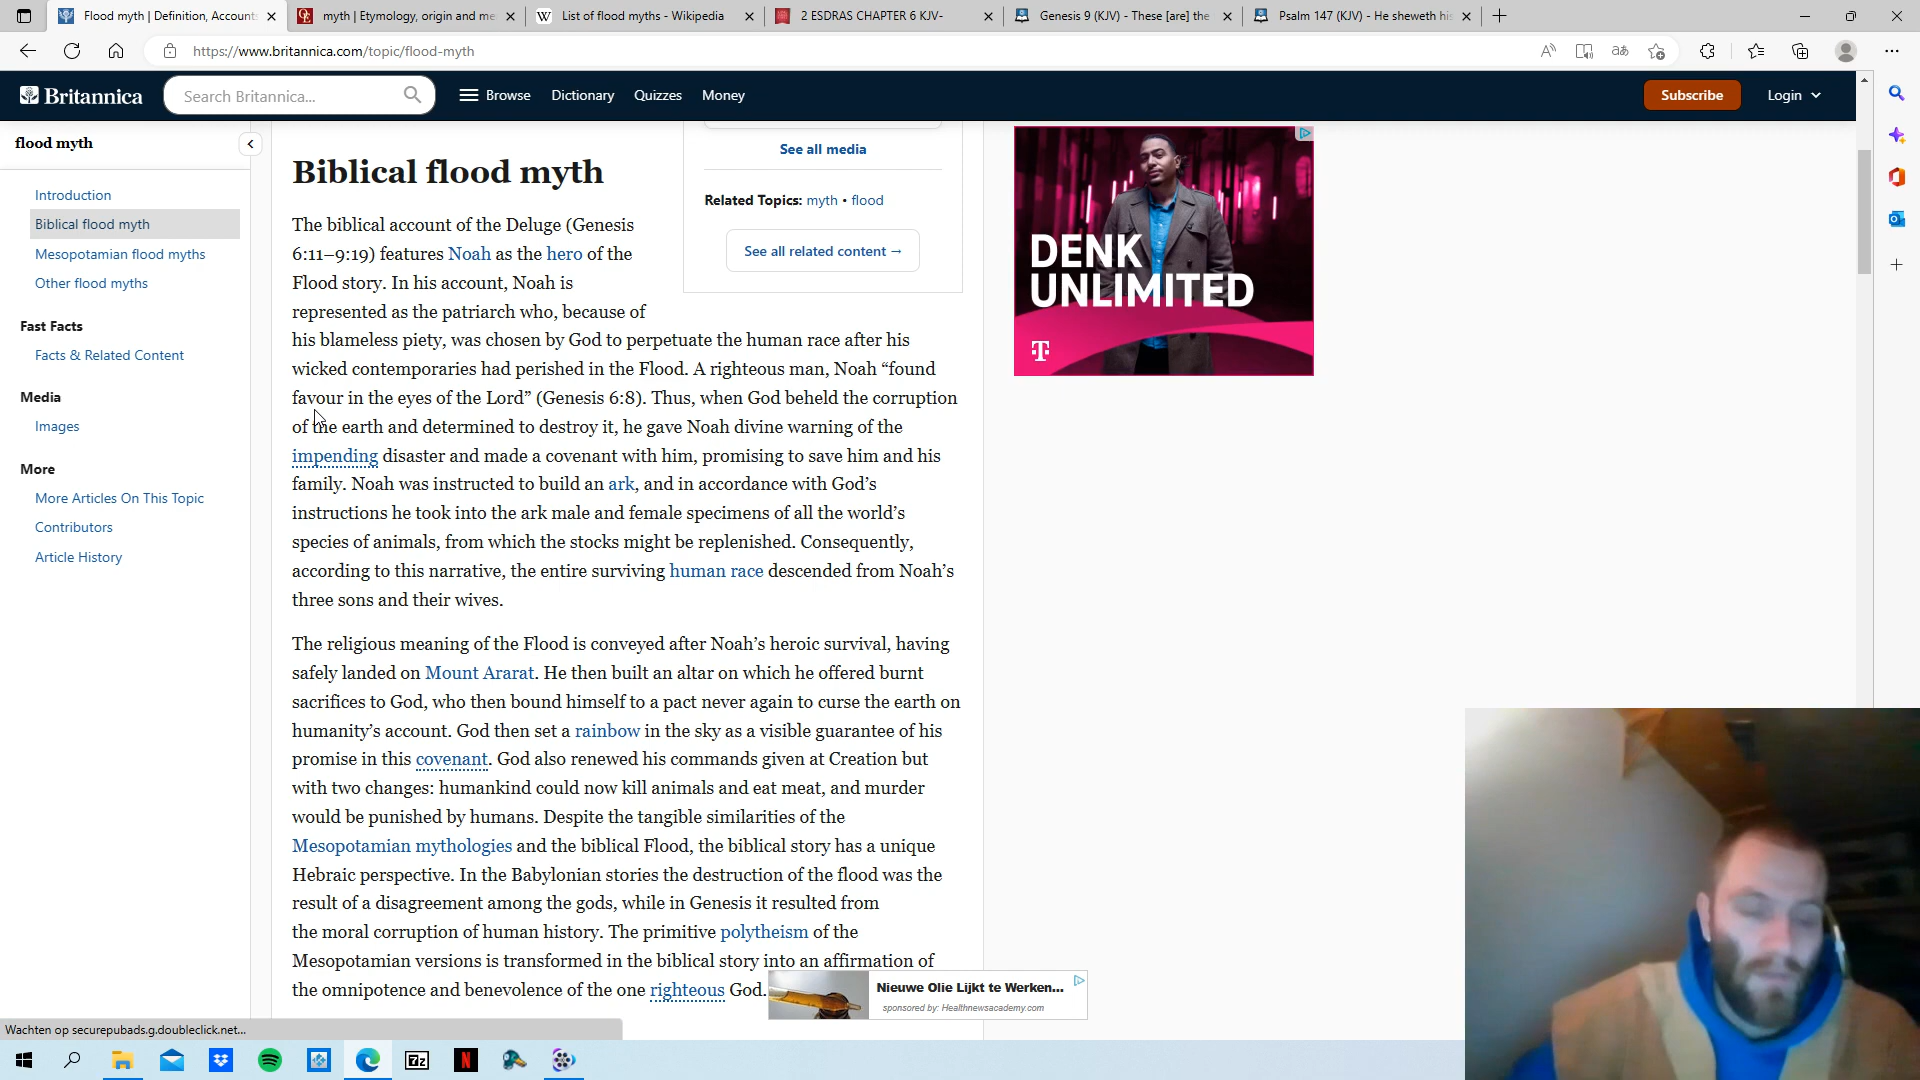 Flood myth | Definition, Account
myth | Etymology, origin and me
List of flood myths - Wikipedia
2 ESDRAS CHAPTER 6 KJV-
Genesis 9 (KJV) - These [are] the
Psalm 147 (KJV) - He sheweth his
https://www.britannica.com/topic/flood-myth
Britannica
Search Britannica...
Browse
Dictionary
Quizzes
Money
Subscribe
Login
flood myth
Introduction
Biblical flood myth
Mesopotamian flood myths
Other flood myths
Fast Facts
Facts & Related Content
Media
Images
More
More Articles On This Topic
Contributors
Article History
Biblical flood myth
See all media
Related Topics: myth • flood
See all related content →
The biblical account of the Deluge (Genesis
6:11–9:19) features Noah as the hero of the
Flood story. In his account, Noah is
represented as the patriarch who, because of
his blameless piety, was chosen by God to perpetuate the human race after his
wicked contemporaries had perished in the Flood. A righteous man, Noah “found
favour in the eyes of the Lord” (Genesis 6:8). Thus, when God beheld the corruption
of the earth and determined to destroy it, he gave Noah divine warning of the
impending disaster and made a covenant with him, promising to save him and his
family. Noah was instructed to build an ark, and in accordance with God’s
instructions he took into the ark male and female specimens of all the world’s
species of animals, from which the stocks might be replenished. Consequently,
according to this narrative, the entire surviving human race descended from Noah’s
three sons and their wives.
The religious meaning of the Flood is conveyed after Noah’s heroic survival, having
safely landed on Mount Ararat. He then built an altar on which he offered burnt
sacrifices to God, who then bound himself to a pact never again to curse the earth on
humanity’s account. God then set a rainbow in the sky as a visible guarantee of his
promise in this covenant. God also renewed his commands given at Creation but
with two changes: humankind could now kill animals and eat meat, and murder
would be punished by humans. Despite the tangible similarities of the
Mesopotamian mythologies and the biblical Flood, the biblical story has a unique
Hebraic perspective. In the Babylonian stories the destruction of the flood was the
result of a disagreement among the gods, while in Genesis it resulted from
the moral corruption of human history. The primitive polytheism of the
Mesopotamian versions is transformed in the biblical story into an affirmation of
the omnipotence and benevolence of the one righteous God.
DENK
UNLIMITED
T
Nieuwe Olie Lijkt te Werken...
sponsored by: Healthnewsacademy.com
Wachten op securepubads.g.doubleclick.net...
7z
N